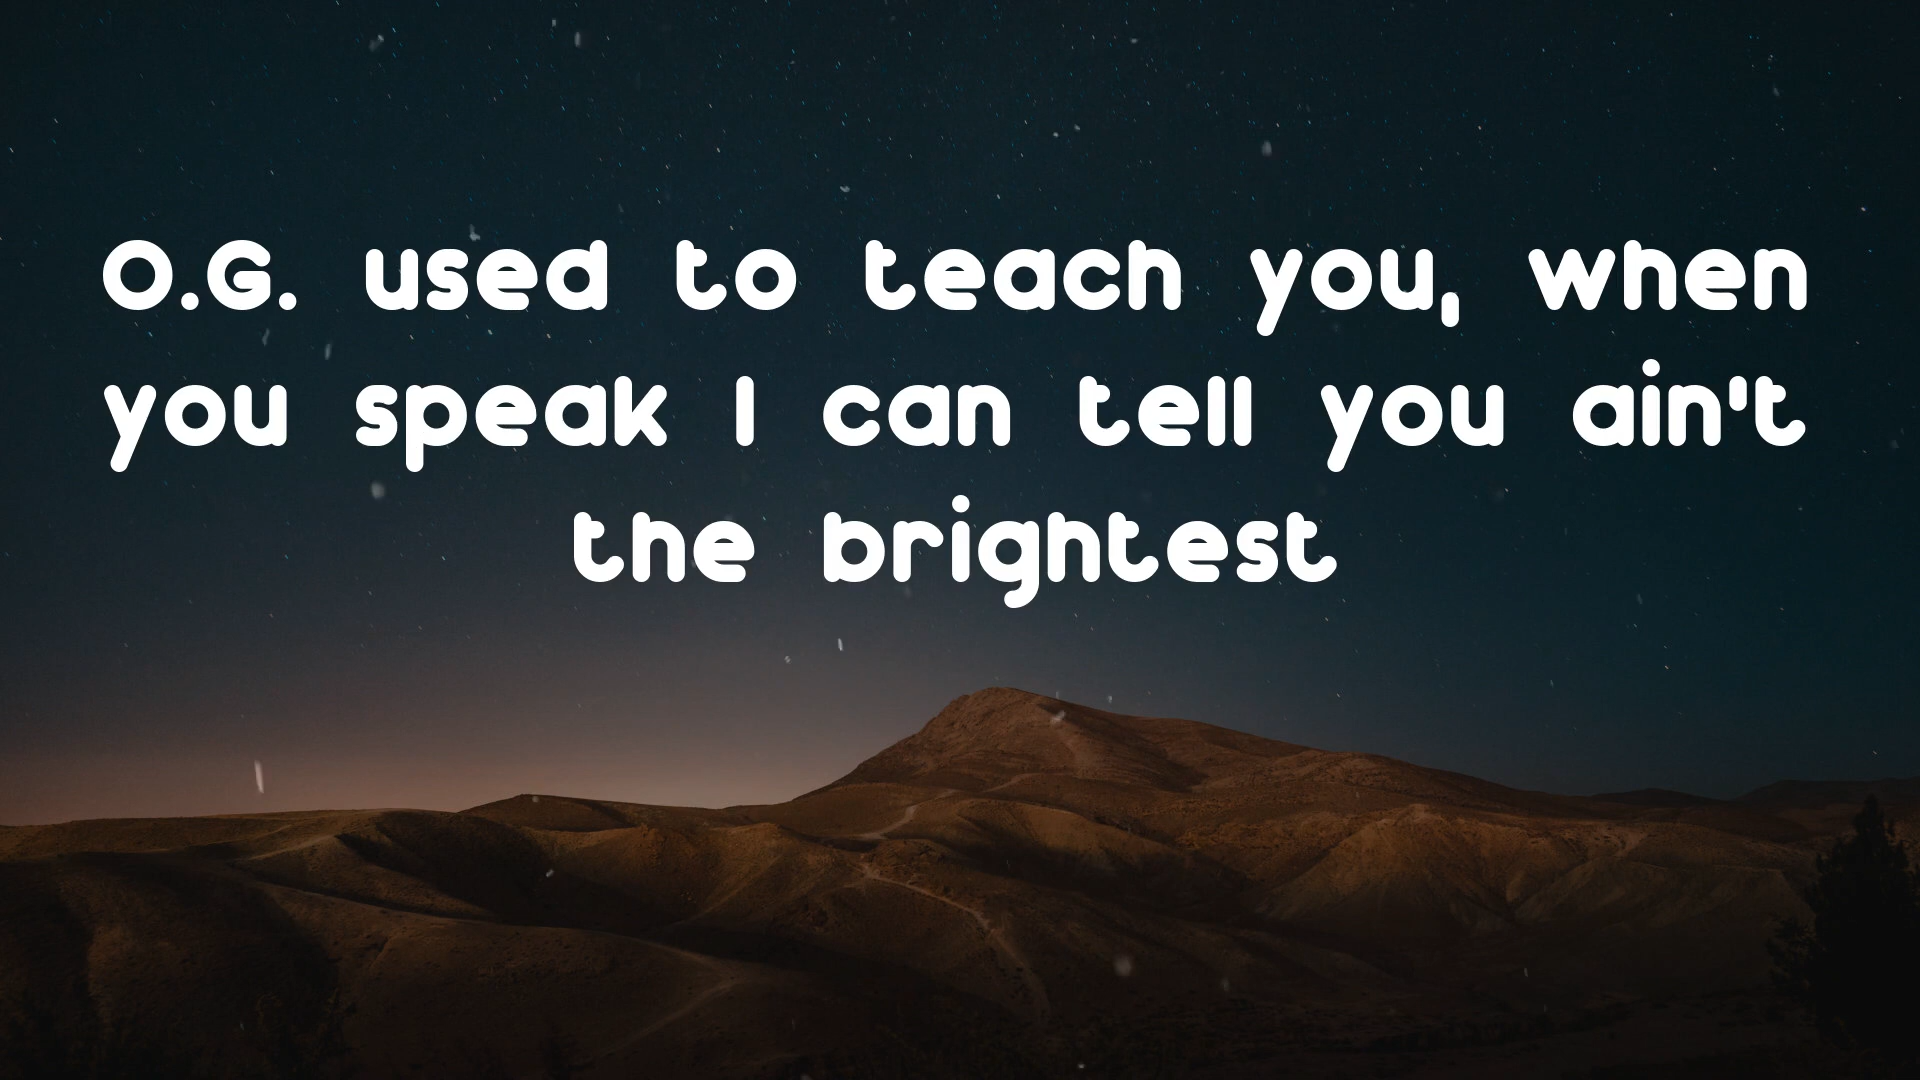 O.G. used to teach you, when
you speak I can tell you ain't
the brightest